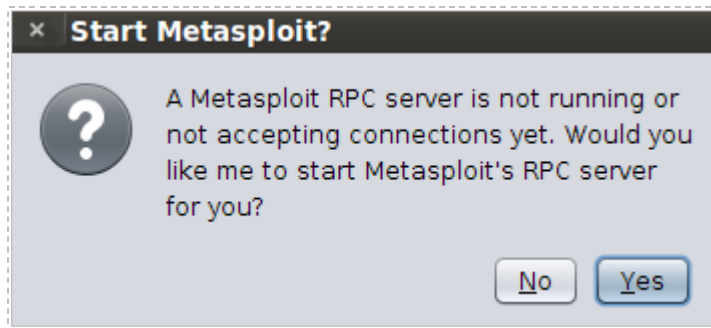 × Start Metasploit?
A Metasploit RPC server is not running or
not accepting connections yet. Would you
like me to start Metasploit's RPC server
for you?
No Yes